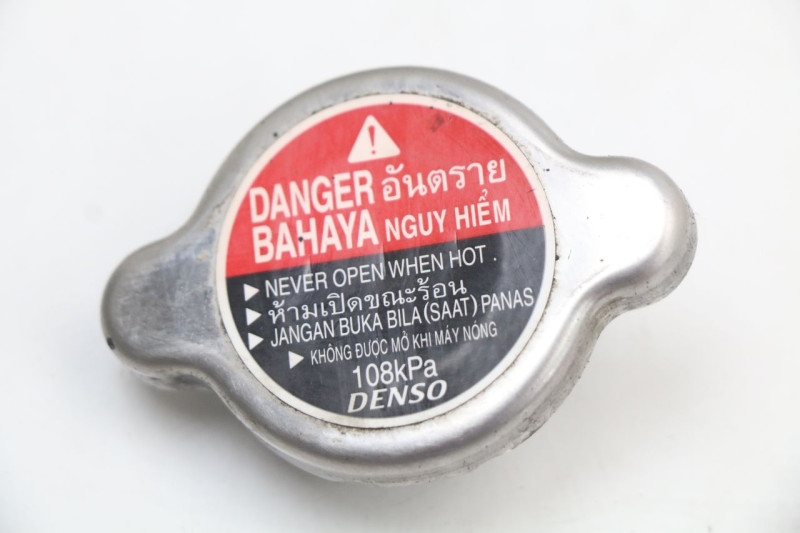 DANGER อันตราย
BAHAYA NGUY HIỂM
NEVER OPEN WHEN HOT .
ห้ามเปิดขณะร้อน
JANGAN BUKA BILA (SAAT) PANAS
KHÔNG ĐƯỢC MỞ KHI MÁY NÓNG
108kPa
DENSO